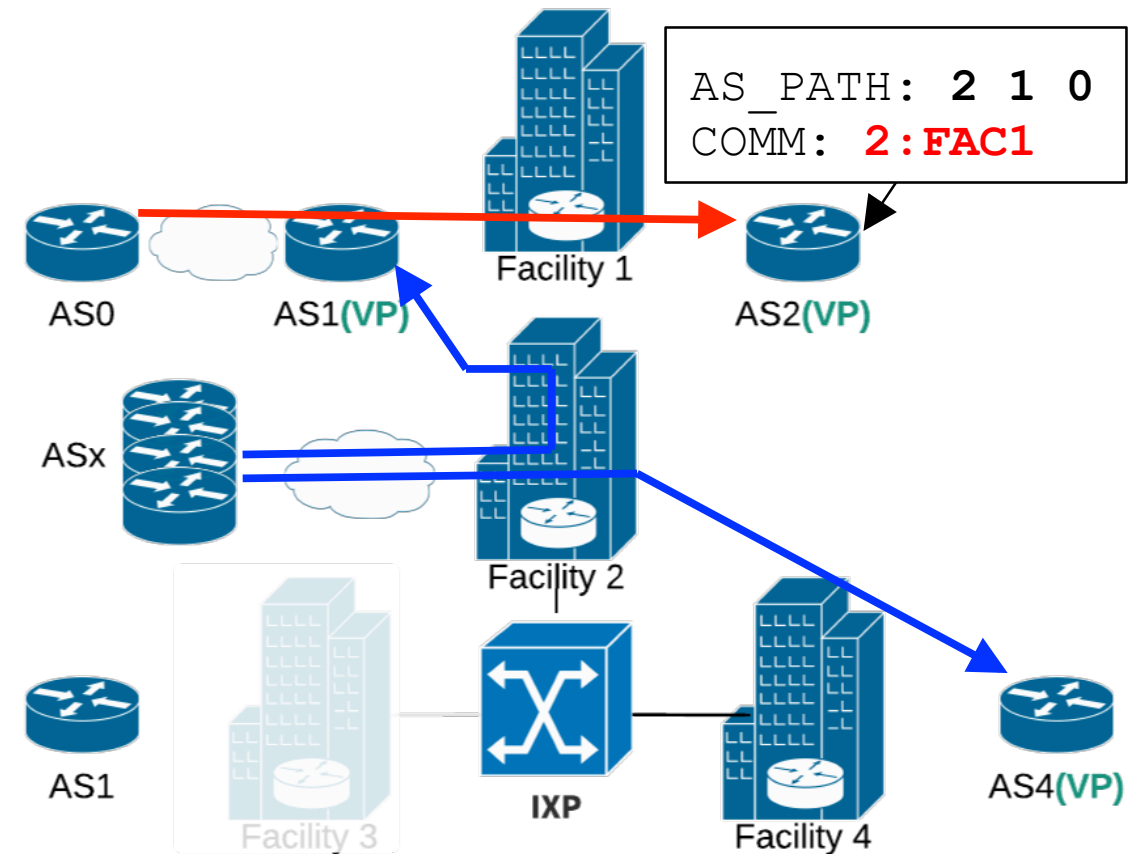 AS_PATH: 2 1 0
COMM: 2:FAC1
Facility 1
AS0
AS1(VP)
AS2(VP)
ASx
Facility 2
AS1
IXP
AS4(VP)
Facility 3
Facility 4